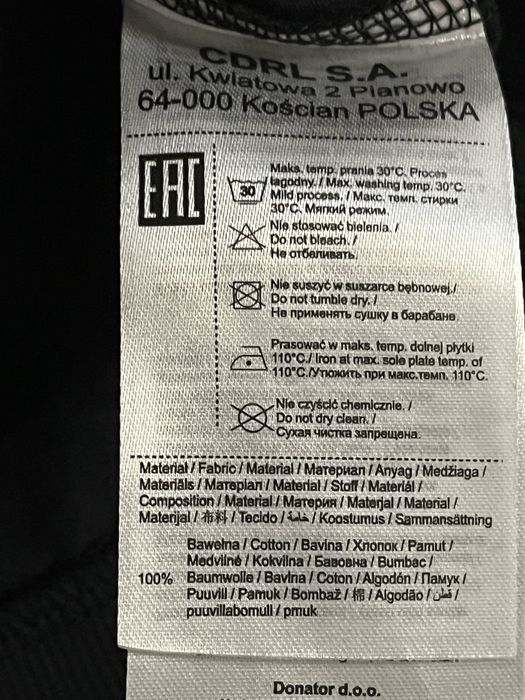 CDRL S.A.
ul. Kwiatowa 2 Pianowo
64-000 Kościan POLSKA
EAC
30
Maks. temp. prania 30°C. Proces
łagodny. / Max. washing temp. 30°C.
Mild process. / Макс. темп. стирки
30°C. Мягкий режим.
Nie stosować bielenia. /
Do not bleach. /
Не отбеливать.
Nie suszyć w suszarce bębnowej./
Do not tumble dry. /
Не применять сушку в барабане.
Prasować w maks. temp. dolnej płytki
110°C./ Iron at max. sole plate temp. of
110°C./Утюжить при макс.темп. 110°C.
Nie czyścić chemicznie. /
Do not dry clean. /
Сухая чистка запрещена.
Materiał / Fabric / Material / Материал / Anyag / Medžiaga /
Materiāls / Матеріал / Material / Stoff / Materiál /
Composition / Material / Материя / Materjal / Material /
Materijal / 布料 / Tecido / خامة / Koostumus / Sammansättning
Bawełna / Cotton / Bavlna / Хлопок / Pamut /
Medvilnė / Kokvilna / Бавовна / Bumbac /
100% Baumwolle / Bavlna / Coton / Algodón / Памук /
Puuvill / Pamuk / Bombaž / 棉 / Algodão / قطن /
puuvillabomull / pmuk
Donator d.o.o.